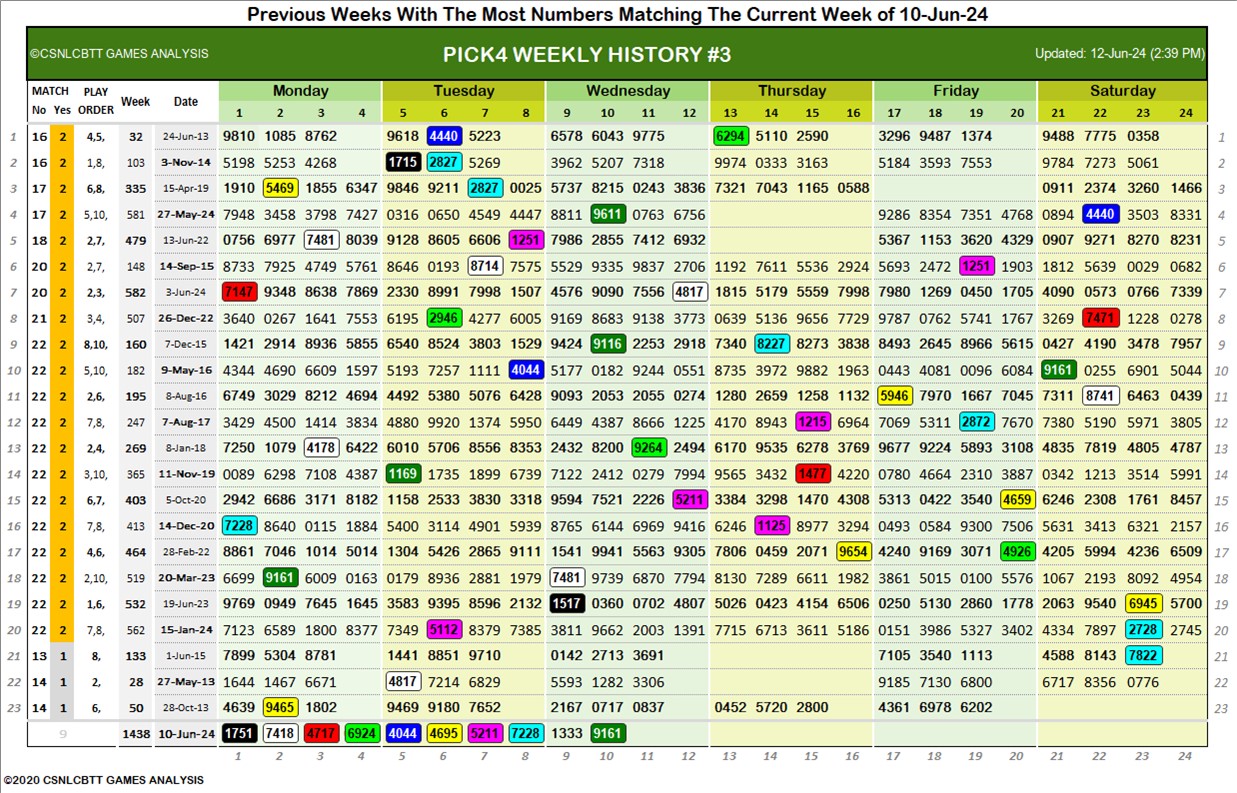 Previous Weeks With The Most Numbers Matching The Current Week of 10-Jun-24
©CSNLCBTT GAMES ANALYSIS PICK4 WEEKLY HISTORY #3 Updated: 12-Jun-24 (2:39 PM)
MATCH PLAY Week Date Monday Tuesday Wednesday Thursday Friday Saturday
No Yes ORDER 1 2 3 4 5 6 7 8 9 10 11 12 13 14 15 16 17 18 19 20 21 22 23 24
1 16 2 4,5, 32 24-Jun-13 9810 1085 8762 9618 4440 5223 6578 6043 9775 6294 5110 2590 3296 9487 1374 9488 7775 0358 1
2 16 2 1,8, 103 3-Nov-14 5198 5253 4268 1715 2827 5269 3962 5207 7318 9974 0333 3163 5184 3593 7553 9784 7273 5061 2
3 17 2 6,8, 335 15-Apr-19 1910 5469 1855 6347 9846 9211 2827 0025 5737 8215 0243 3836 7321 7043 1165 0588 0911 2374 3260 1466 3
4 17 2 5,10, 581 27-May-24 7948 3458 3798 7427 0316 0650 4549 4447 8811 9611 0763 6756 9286 8354 7351 4768 0894 4440 3503 8331 4
5 18 2 2,7, 479 13-Jun-22 0756 6977 7481 8039 9128 8605 6606 1251 7986 2855 7412 6932 5367 1153 3620 4329 0907 9271 8270 8231 5
6 20 2 2,7, 148 14-Sep-15 8733 7925 4749 5761 8646 0193 8714 7575 5529 9335 9837 2706 1192 7611 5536 2924 5693 2472 1251 1903 1812 5639 0029 0682 6
7 20 2 2,3, 582 3-Jun-24 7147 9348 8638 7869 2330 8991 7998 1507 4576 9090 7556 4817 1815 5179 5559 7998 7980 1269 0450 1705 4090 0573 0766 7339 7
8 21 2 3,4, 507 26-Dec-22 3640 0267 1641 7553 6195 2946 4277 6005 9169 8683 9138 3773 0639 5136 9656 7729 9787 0762 5741 1767 3269 7471 1228 0278 8
9 22 2 8,10, 160 7-Dec-15 1421 2914 8936 5855 6540 8524 3803 1529 9424 9116 2253 2918 7340 8227 8273 3838 8493 2645 8966 5615 0427 4190 3478 7957 9
10 22 2 5,10, 182 9-May-16 4344 4690 6609 1597 5193 7257 1111 4044 5177 0182 9244 0551 8735 3972 9882 1963 0443 4081 0096 6084 9161 0255 6901 5044 10
11 22 2 2,6, 195 8-Aug-16 6749 3029 8212 4694 4492 5380 5076 6428 9093 2053 2055 0274 1280 2659 1258 1132 5946 7970 1667 7045 7311 8741 6463 0439 11
12 22 2 7,8, 247 7-Aug-17 3429 4500 1414 3834 4880 9920 1374 5950 6449 4387 8666 1225 4170 8943 1215 6964 7069 5311 2872 7670 7380 5190 5971 3805 12
13 22 2 2,4, 269 8-Jan-18 7250 1079 4178 6422 6010 5706 8556 8353 2432 8200 9264 2494 6170 9535 6278 3769 9677 9224 5893 3108 4835 7819 4805 4787 13
14 22 2 3,10, 365 11-Nov-19 0089 6298 7108 4387 1169 1735 1899 6739 7122 2412 0279 7994 9565 3432 1477 4220 0780 4664 2310 3887 0342 1213 3514 5991 14
15 22 2 6,7, 403 5-Oct-20 2942 6686 3171 8182 1158 2533 3830 3318 9594 7521 2226 5211 3384 3298 1470 4308 5313 0422 3540 4659 6246 2308 1761 8457 15
16 22 2 7,8, 413 14-Dec-20 7228 8640 0115 1884 5400 3114 4901 5939 8765 6144 6969 9416 6246 1125 8977 3294 0493 0584 9300 7506 5631 3413 6321 2157 16
17 22 2 4,6, 464 28-Feb-22 8861 7046 1014 5014 1304 5426 2865 9111 1541 9941 5563 9305 7806 0459 2071 9654 4240 9169 3071 4926 4205 5994 4236 6509 17
18 22 2 2,10, 519 20-Mar-23 6699 9161 6009 0163 0179 8936 2881 1979 7481 9739 6870 7794 8130 7289 6611 1982 3861 5015 0100 5576 1067 2193 8092 4954 18
19 22 2 1,6, 532 19-Jun-23 9769 0949 7645 1645 3583 9395 8596 2132 1517 0360 0702 4807 5026 0423 4154 6506 0250 5130 2860 1778 2063 9540 6945 5700 19
20 22 2 7,8, 562 15-Jan-24 7123 6589 1800 8377 7349 5112 8379 7385 3811 9662 2003 1391 7715 6713 3611 5186 0151 3986 5327 3402 4334 7897 2728 2745 20
21 13 1 8, 133 1-Jun-15 7899 5304 8781 1441 8851 9710 0142 2713 3691 7105 3540 1113 4588 8143 7822 21
22 14 1 2, 28 27-May-13 1644 1467 6671 4817 7214 6829 5593 1282 3306 9185 7130 6800 6717 8356 0776 22
23 14 1 6, 50 28-Oct-13 4639 9465 1802 9469 9180 7652 2167 0717 0837 0452 5720 2800 4361 6978 6202 23
9 1438 10-Jun-24 1751 7418 4717 6924 4044 4695 5211 7228 1333 9161
1 2 3 4 5 6 7 8 9 10 11 12 13 14 15 16 17 18 19 20 21 22 23 24
©2020 CSNLCBTT GAMES ANALYSIS